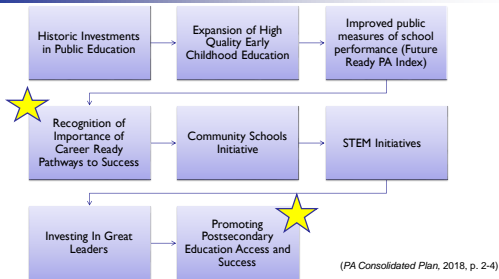 Historic Investments
in Public Education
Expansion of High
Quality Early
Childhood Education
Improved public
measures of school
performance (Future
Ready PA Index)
Recognition of
Importance of
Career Ready
Pathways to Success
Community Schools
Initiative
STEM Initiatives
Investing In Great
Leaders
Promoting
Postsecondary
Education Access and
Success
(PA Consolidated Plan, 2018, p. 2-4)